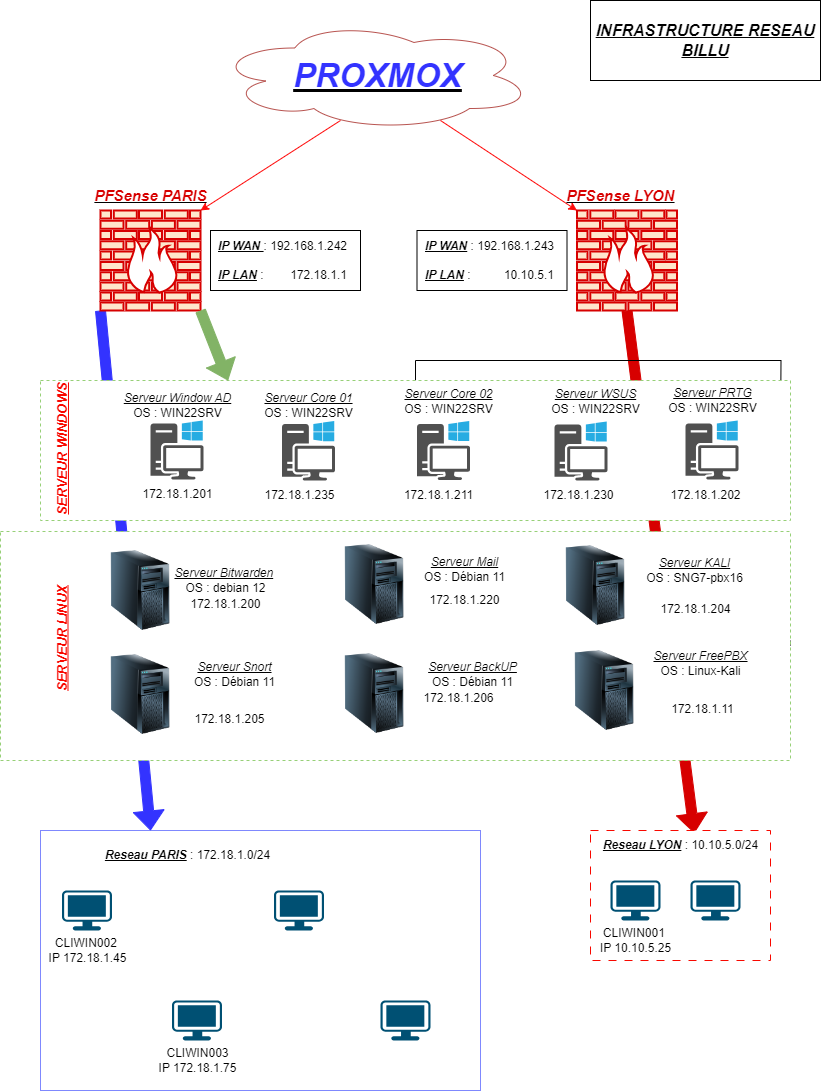 INFRASTRUCTURE RESEAU
BILLU
PROXMOX
PFSense PARIS
PFSense LYON
IP WAN : 192.168.1.242
IP LAN : 172.18.1.1
IP WAN : 192.168.1.243
IP LAN : 10.10.5.1
SERVEUR WINDOWS
Serveur Window AD
OS : WIN22SRV
172.18.1.201
Serveur Core 01
OS : WIN22SRV
172.18.1.235
Serveur Core 02
OS : WIN22SRV
172.18.1.211
Serveur WSUS
OS : WIN22SRV
172.18.1.230
Serveur PRTG
OS : WIN22SRV
172.18.1.202
SERVEUR LINUX
Serveur Bitwarden
OS : debian 12
172.18.1.200
Serveur Mail
OS : Débian 11
172.18.1.220
Serveur KALI
OS : SNG7-pbx16
172.18.1.204
Serveur Snort
OS : Débian 11
172.18.1.205
Serveur BackUP
OS : Débian 11
172.18.1.206
Serveur FreePBX
OS : Linux-Kali
172.18.1.11
Reseau PARIS : 172.18.1.0/24
CLIWIN002
IP 172.18.1.45
CLIWIN003
IP 172.18.1.75
Reseau LYON : 10.10.5.0/24
CLIWIN001
IP 10.10.5.25